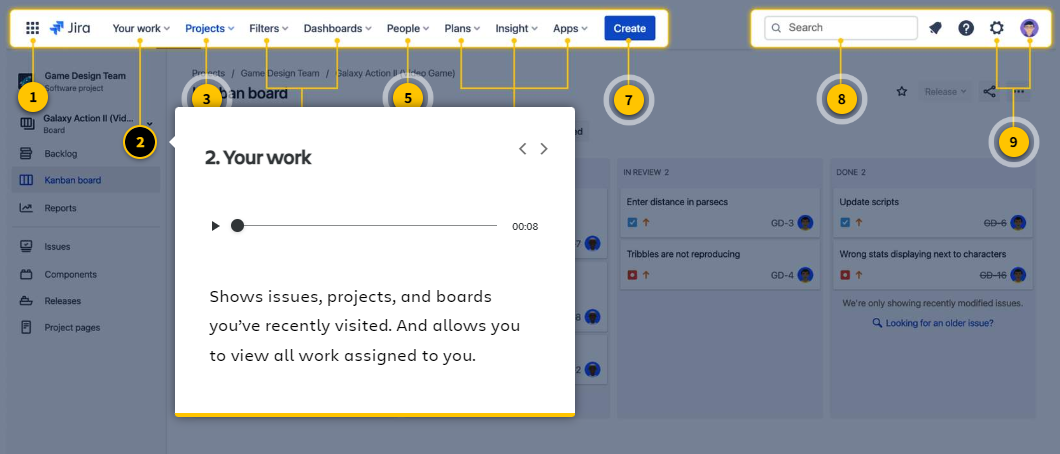 Jira
Your work
Projects
Filters
Dashboards
People
Plans
Insight
Apps
Create
Search
Game Design Team
Software project
Projects / Game Design Team / Galaxy Action II (Video Game)
Kanban board
Release
1
2
3
5
7
8
9
Galaxy Action II (Vid...
Board
Backlog
Kanban board
Reports
Issues
Components
Releases
Project pages
2. Your work
00:08
Shows issues, projects, and boards
you've recently visited. And allows you
to view all work assigned to you.
7
8
2
IN REVIEW 2
Enter distance in parsecs
GD-3
Tribbles are not reproducing
GD-4
DONE 2
Update scripts
GD-6
Wrong stats displaying next to characters
GD-16
We're only showing recently modified issues.
Looking for an older issue?